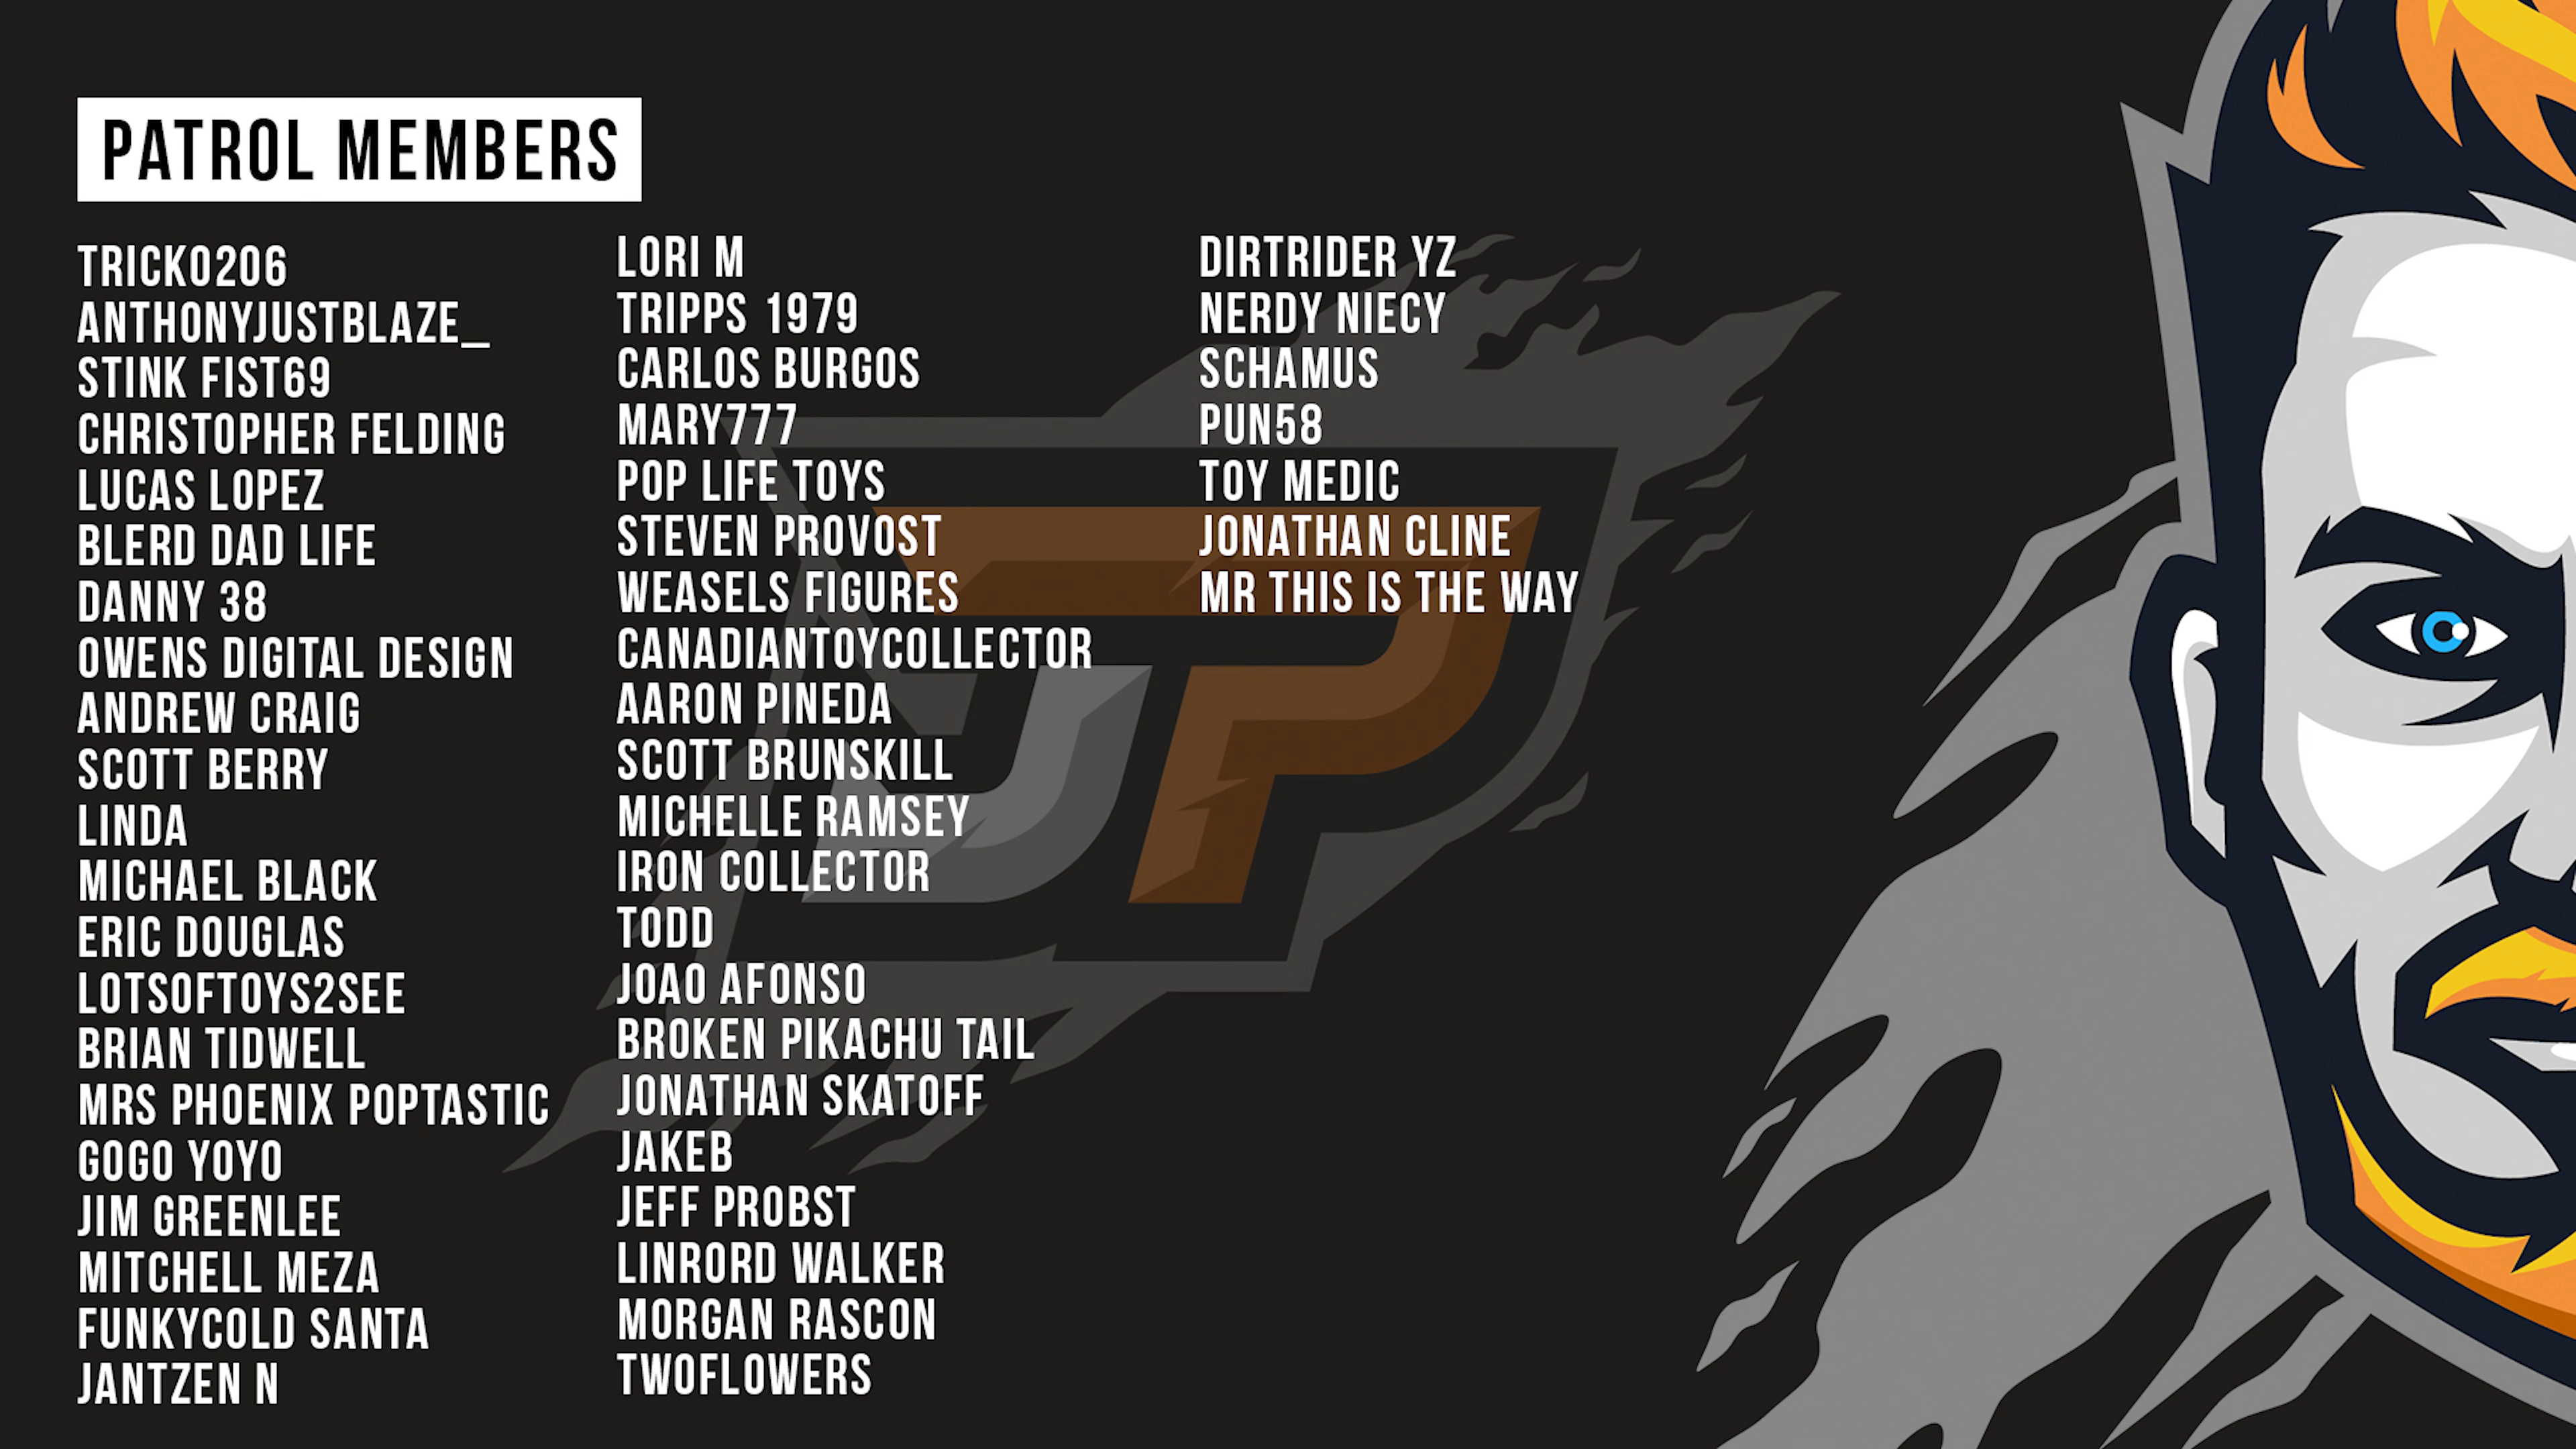 PATROL MEMBERS
TRICK0206
ANTHONYJUSTBLAZE_
STINK FIST69
CHRISTOPHER FELDING
LUCAS LOPEZ
BLERD DAD LIFE
DANNY 38
OWENS DIGITAL DESIGN
ANDREW CRAIG
SCOTT BERRY
LINDA
MICHAEL BLACK
ERIC DOUGLAS
LOTSOFTOYS2SEE
BRIAN TIDWELL
MRS PHOENIX POPTASTIC
GOGO YOYO
JIM GREENLEE
MITCHELL MEZA
FUNKYCOLD SANTA
JANTZEN N
LORI M
TRIPPS 1979
CARLOS BURGOS
MARY777
POP LIFE TOYS
STEVEN PROVOST
WEASELS FIGURES
CANADIANTOYCOLLECTOR
AARON PINEDA
SCOTT BRUNSKILL
MICHELLE RAMSEY
IRON COLLECTOR
TODD
JOAO AFONSO
BROKEN PIKACHU TAIL
JONATHAN SKATOFF
JAKEB
JEFF PROBST
LINRORD WALKER
MORGAN RASCON
TWOFLOWERS
DIRTRIDER YZ
NERDY NIECY
SCHAMUS
PUN58
TOY MEDIC
JONATHAN CLINE
MR THIS IS THE WAY
JP